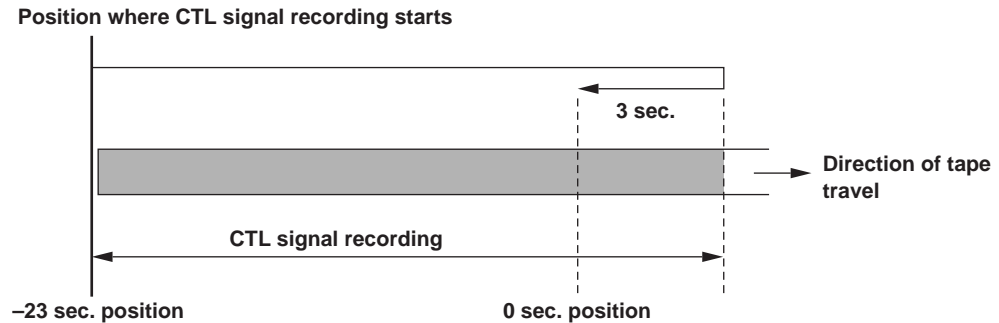 Position where CTL signal recording starts
3 sec.
Direction of tape
travel
CTL signal recording
–23 sec. position
0 sec. position